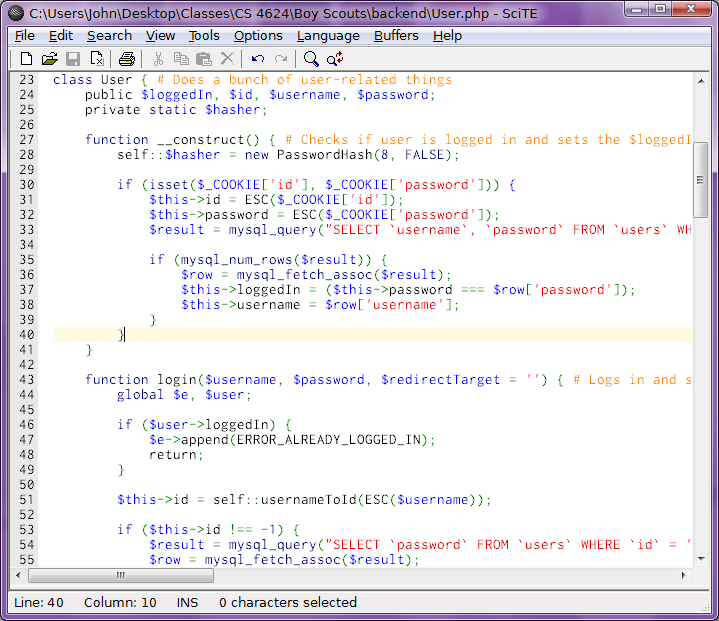 C:\Users\John\Desktop\Classes\CS 4624\Boy Scouts\backend\User.php - SciTE
File Edit Search View Tools Options Language Buffers Help
23 class User { # Does a bunch of user-related things
24 public $loggedIn, $id, $username, $password;
25 private static $hasher;
26
27 function __construct() { # Checks if user is logged in and sets the $loggedI
28 self::$hasher = new PasswordHash(8, FALSE);
29
30 if (isset($_COOKIE['id'], $_COOKIE['password'])) {
31 $this->id = ESC($_COOKIE['id']);
32 $this->password = ESC($_COOKIE['password']);
33 $result = mysql_query("SELECT `username`, `password` FROM `users` WH
34
35 if (mysql_num_rows($result)) {
36 $row = mysql_fetch_assoc($result);
37 $this->loggedIn = ($this->password === $row['password']);
38 $this->username = $row['username'];
39 }
40 }
41 }
42
43 function login($username, $password, $redirectTarget = '') { # Logs in and s
44 global $e, $user;
45
46 if ($user->loggedIn) {
47 $e->append(ERROR_ALREADY_LOGGED_IN);
48 return;
49 }
50
51 $this->id = self::usernameToId(ESC($username));
52
53 if ($this->id !== -1) {
54 $result = mysql_query("SELECT `password` FROM `users` WHERE `id` = '
55 $row = mysql_fetch_assoc($result);
Line: 40 Column: 10 INS 0 characters selected